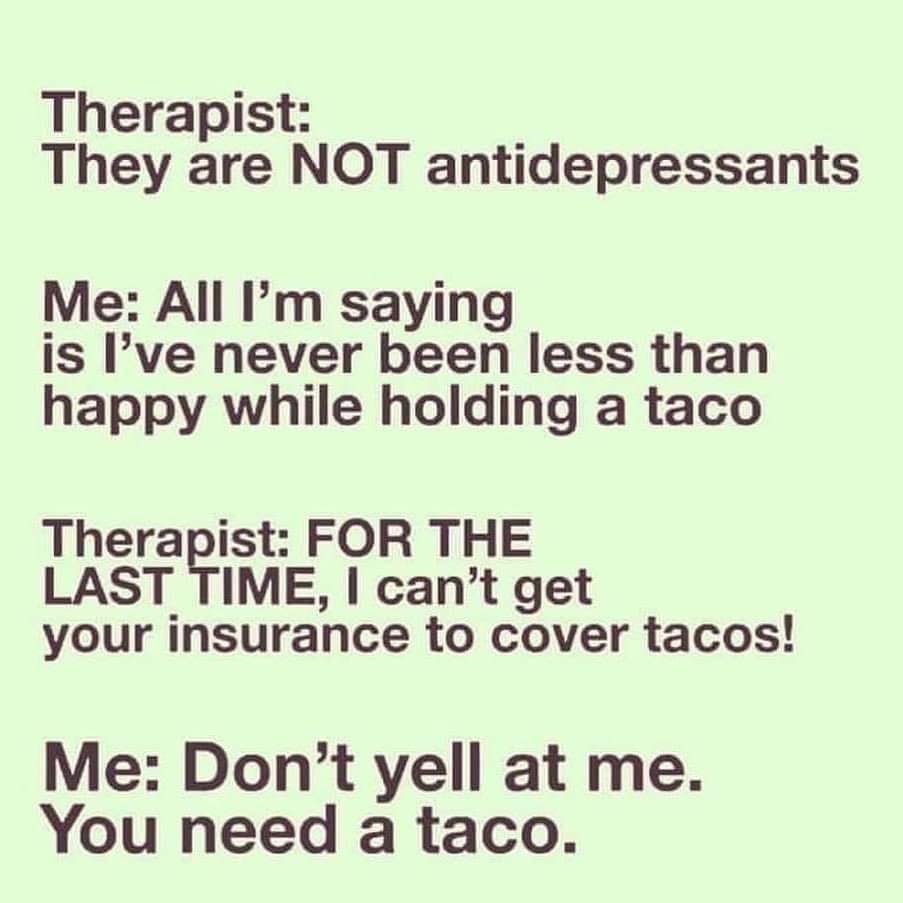 Therapist:
They are NOT antidepressants
Me: All I’m saying
is I’ve never been less than
happy while holding a taco
Therapist: FOR THE
LAST TIME, I can’t get
your insurance to cover tacos!
Me: Don’t yell at me.
You need a taco.